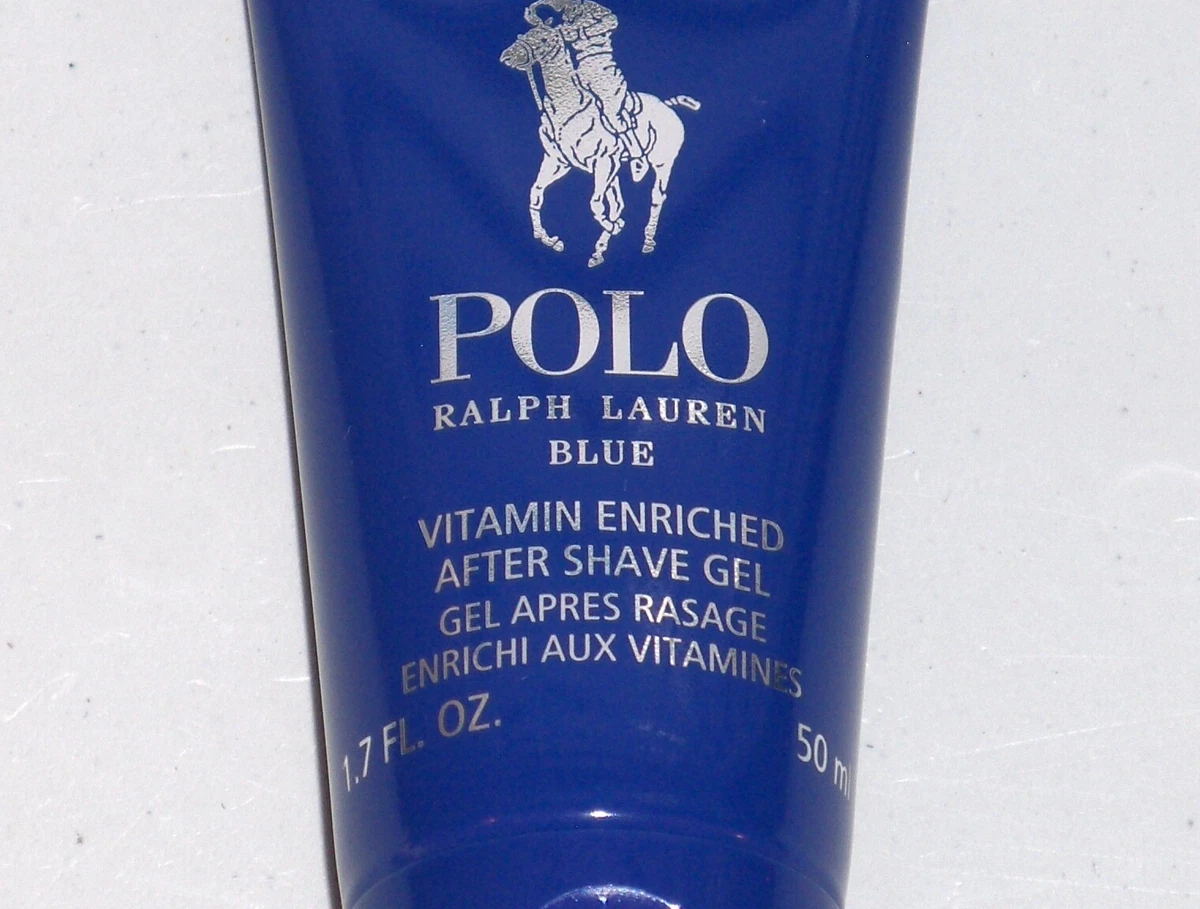 POLO
RALPH LAUREN
BLUE
VITAMIN ENRICHED
AFTER SHAVE GEL
GEL APRES RASAGE
ENRICHI AUX VITAMINES
1.7 FL. OZ. 50 ml